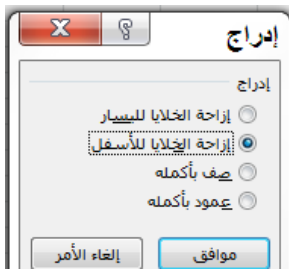 إدراج
إدراج
إزاحة الخلايا لليسار
إزاحة الخلايا للأسفل
صف بأكمله
عمود بأكمله
موافق
إلغاء الأمر